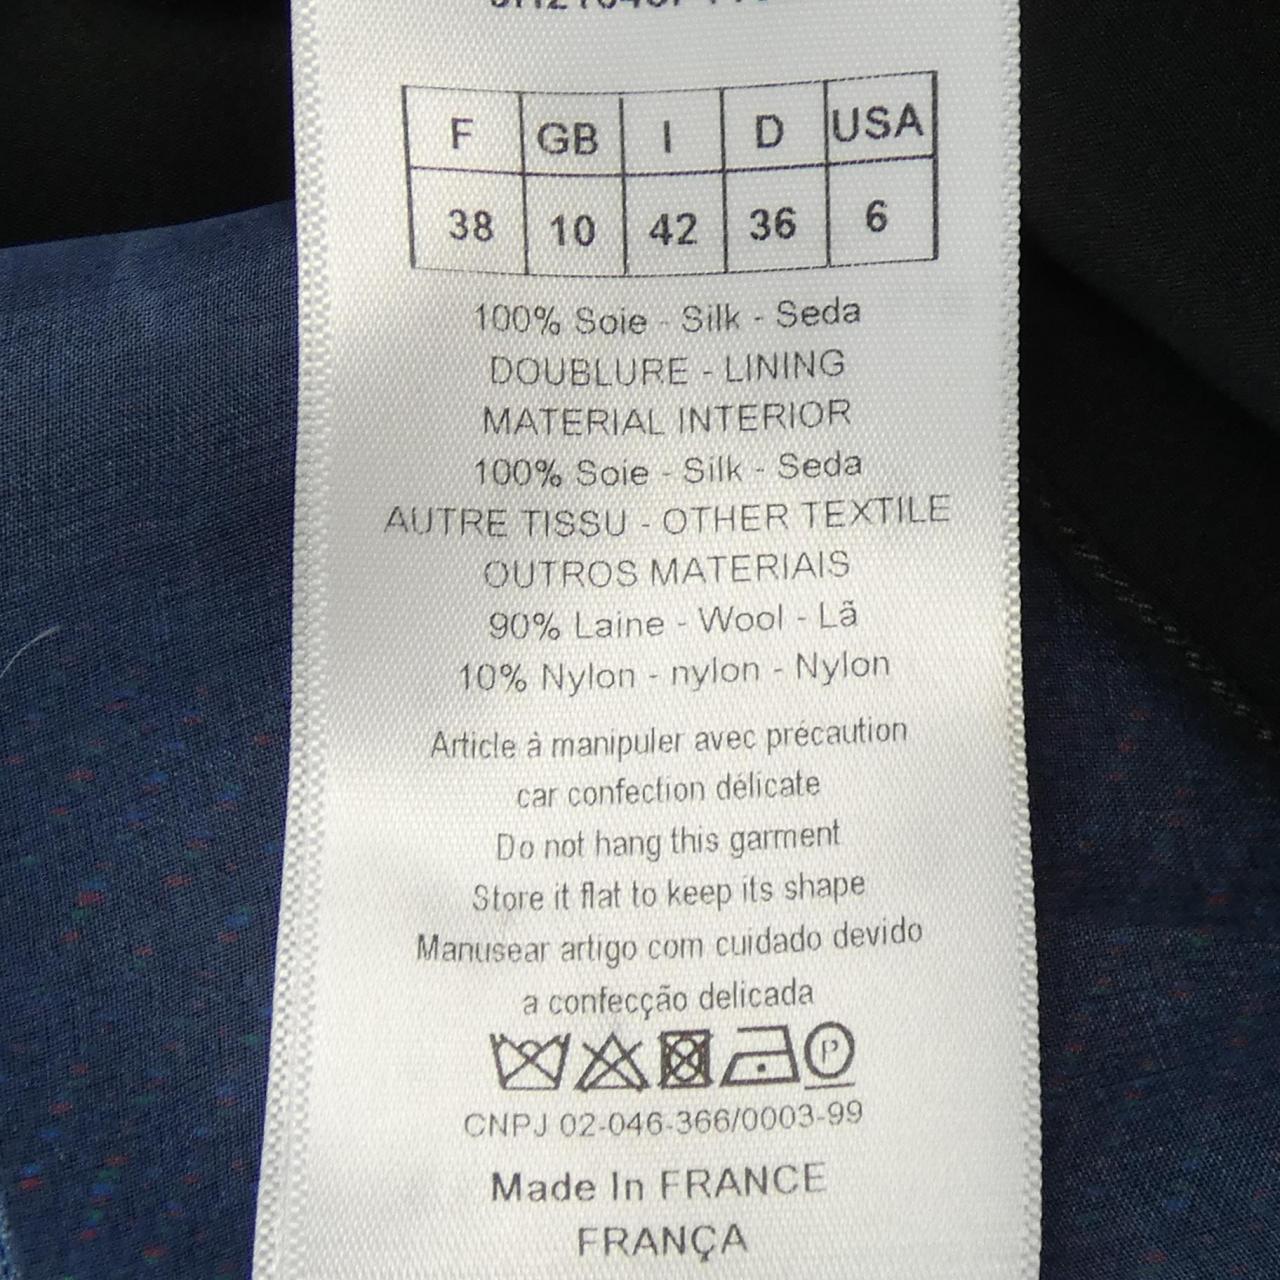 F GB I D USA
38 10 42 36 6
100% Soie - Silk - Seda
DOUBLURE - LINING
MATERIAL INTERIOR
100% Soie - Silk - Seda
AUTRE TISSU - OTHER TEXTILE
OUTROS MATERIAIS
90% Laine - Wool - Lã
10% Nylon - nylon - Nylon
Article à manipuler avec précaution
car confection délicate
Do not hang this garment
Store it flat to keep its shape
Manusear artigo com cuidado devido
a confecção delicada
P
CNPJ 02-046-366/0003-99
Made In FRANCE
FRANÇA